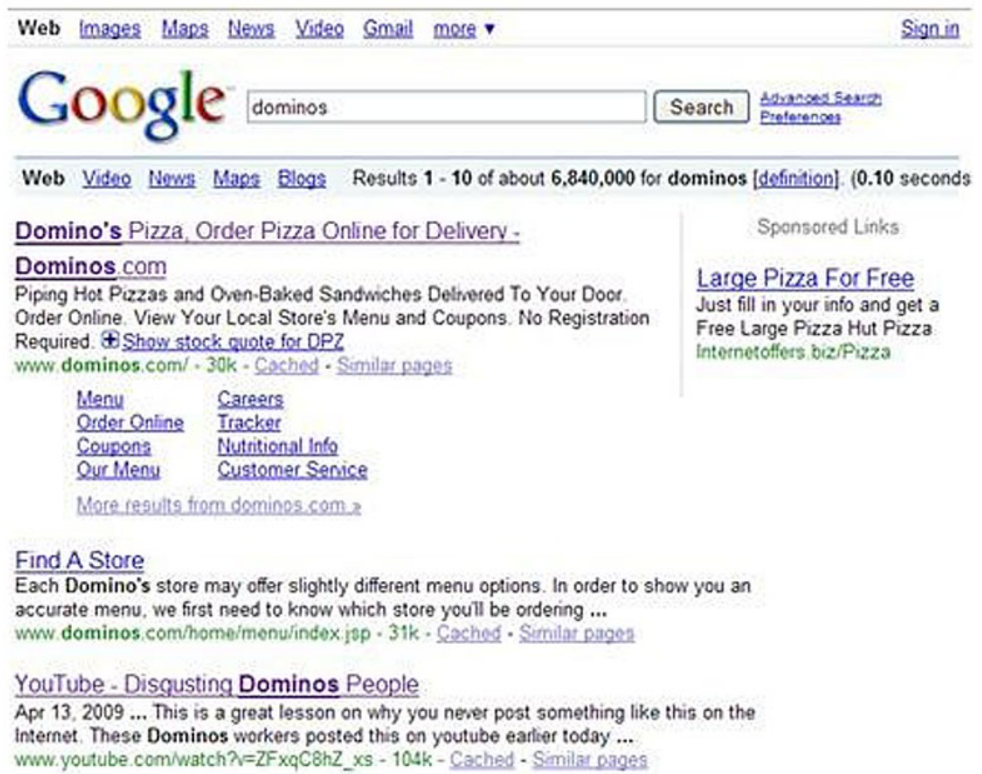 Web Images Maps News Video Gmail more ▼ Sign in
Google dominos Search Advanced Search
Preferences
Web Video News Maps Blogs Results 1 - 10 of about 6,840,000 for dominos [definition]. (0.10 seconds
Domino's Pizza, Order Pizza Online for Delivery -
Dominos.com
Piping Hot Pizzas and Oven-Baked Sandwiches Delivered To Your Door.
Order Online. View Your Local Store's Menu and Coupons. No Registration
Required. Show stock quote for DPZ
www.dominos.com/ - 30k - Cached - Similar pages
Menu Careers
Order Online Tracker
Coupons Nutritional Info
Our Menu Customer Service
More results from dominos.com »
Sponsored Links
Large Pizza For Free
Just fill in your info and get a
Free Large Pizza Hut Pizza
Internetoffers.biz/Pizza
Find A Store
Each Domino's store may offer slightly different menu options. In order to show you an
accurate menu, we first need to know which store you'll be ordering ...
www.dominos.com/home/menu/index.jsp - 31k - Cached - Similar pages
YouTube - Disgusting Dominos People
Apr 13, 2009 ... This is a great lesson on why you never post something like this on the
Internet. These Dominos workers posted this on youtube earlier today ...
www.youtube.com/watch?v=ZFxqC8hZ_xs - 104k - Cached - Similar pages